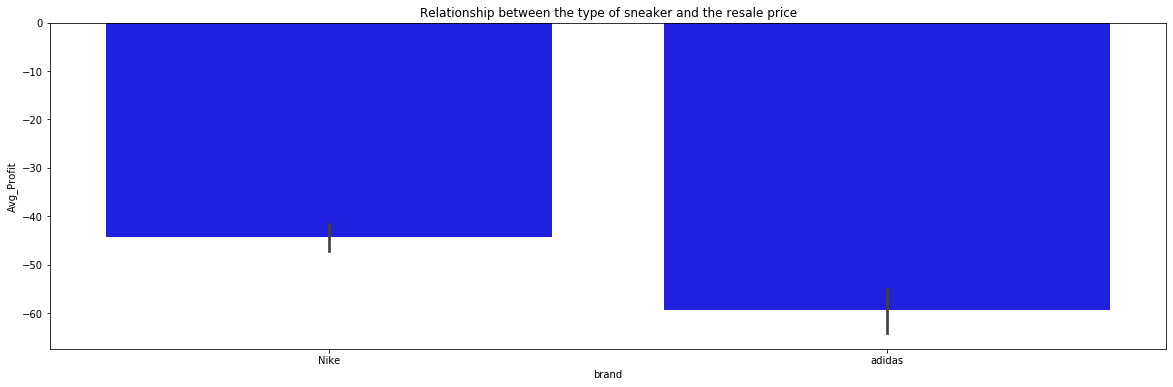 Relationship between the type of sneaker and the resale price
0
−10
−20
−30
−40
−50
−60
Avg_Profit
Nike
adidas
brand